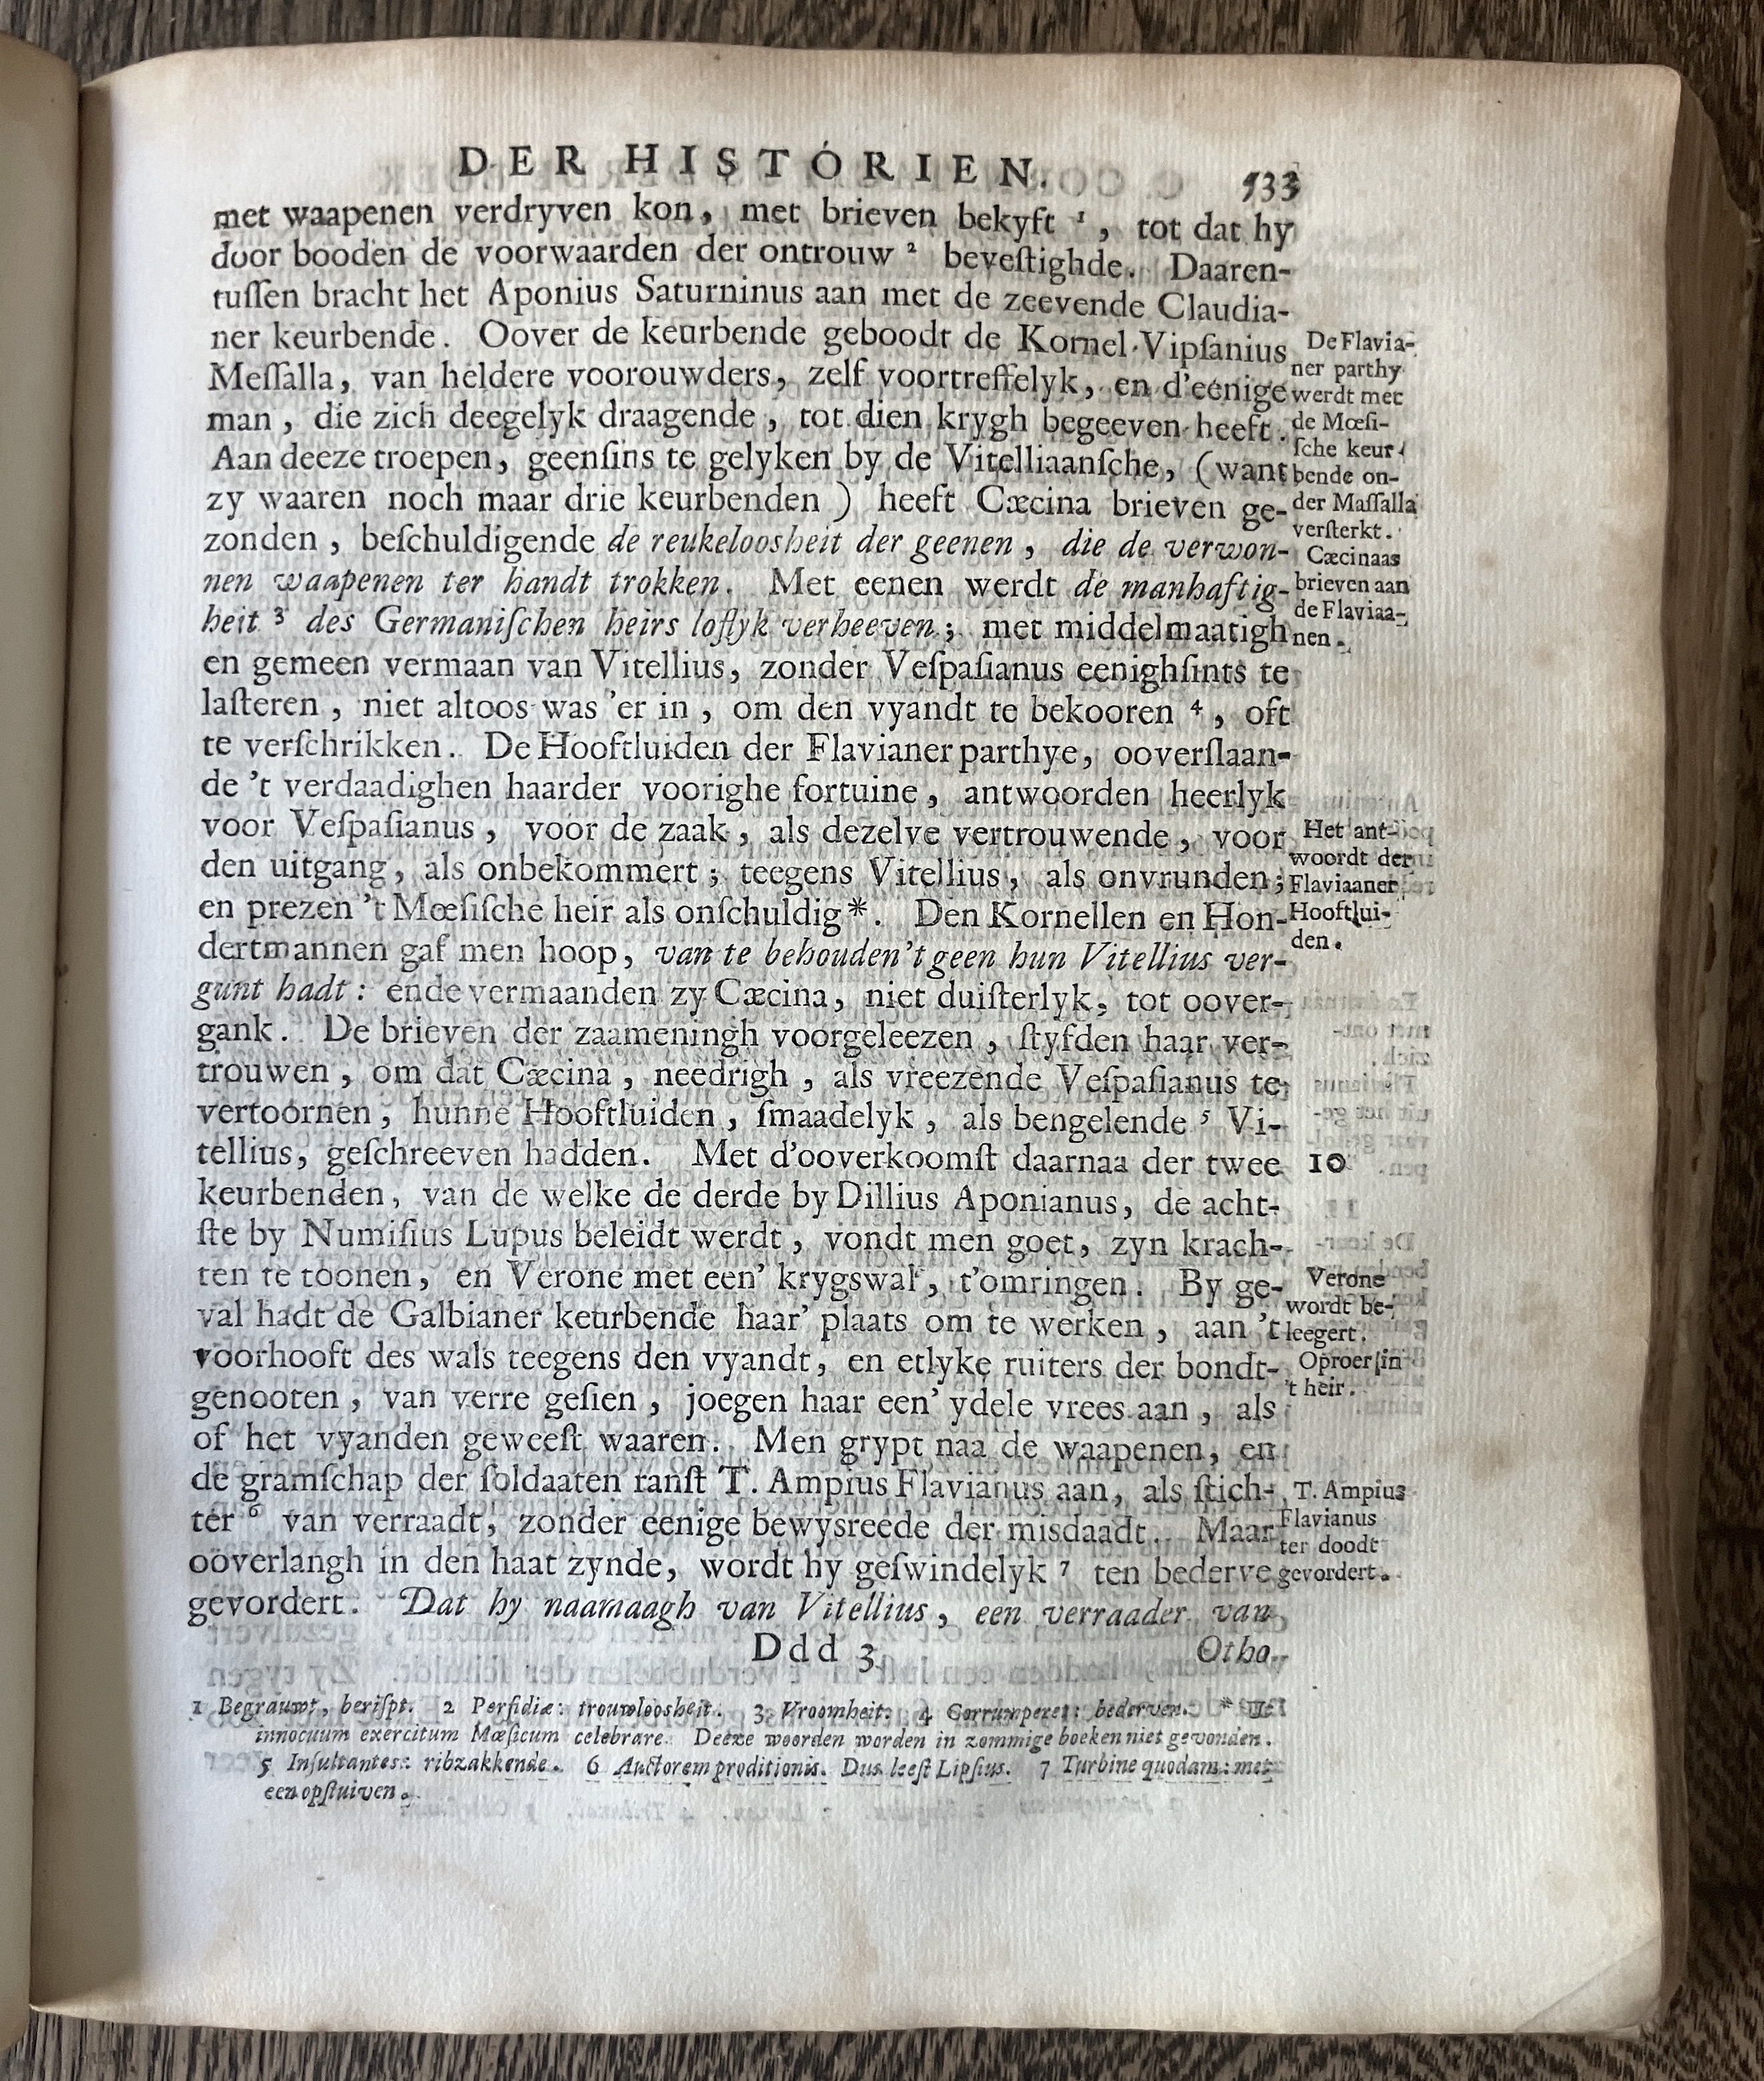 DER HISTORIEN. 533
met waapenen verdryven kon, met brieven bekyft ¹, tot dat hy
door booden de voorwaarden der ontrouw ² beveſtighde. Daaren-
tuſſen bracht het Aponius Saturninus aan met de zeevende Claudia-
ner keurbende. Oover de keurbende geboodt de Kornel Vipſanius
Meſſalla, van heldere voorouwders, zelf voortreffelyk, en d'eenige
man, die zich deegelyk draagende, tot dien krygh begeeven heeft.
Aan deeze troepen, geenſins te gelyken by de Vitelliaanſche, (want
zy waaren noch maar drie keurbenden) heeft Cæcina brieven ge-
zonden, beſchuldigende de reukeloosheit der geenen, die de verwon-
nen waapenen ter handt trokken. Met eenen werdt de manhaftig-
heit ³ des Germaniſchen heirs loflyk verheeven; met middelmaatigh
en gemeen vermaan van Vitellius, zonder Veſpaſianus eenighſints te
laſteren, niet altoos was 'er in, om den vyandt te bekooren ⁴, oft
te verſchrikken. De Hooftluiden der Flavianer parthye, ooverſlaan-
de 't verdaadighen haarder voorighe fortuine, antwoorden heerlyk
voor Veſpaſianus, voor de zaak, als dezelve vertrouwende, voor
den uitgang, als onbekommert; teegens Vitellius, als onvrunden;
en prezen 't Mœſiſche heir als onſchuldig*. Den Kornellen en Hon-
dertmannen gaf men hoop, van te behouden 't geen hun Vitellius ver-
gunt hadt: ende vermaanden zy Cæcina, niet duiſterlyk, tot oover-
gank. De brieven der zaameningh voorgeleezen, ſtyfden haar ver-
trouwen, om dat Cæcina, needrigh, als vreezende Veſpaſianus te
vertoornen, hunne Hooftluiden, ſmaadelyk, als bengelende ⁵ Vi-
tellius, geſchreeven hadden. Met d'ooverkoomſt daarnaa der twee
keurbenden, van de welke de derde by Dillius Aponianus, de acht-
ſte by Numiſius Lupus beleidt werdt, vondt men goet, zyn krach-
ten te toonen, en Verone met een' krygswal, t'omringen. By ge-
val hadt de Galbianer keurbende haar' plaats om te werken, aan 't
voorhooft des wals teegens den vyandt, en etlyke ruiters der bondt-
genooten, van verre geſien, joegen haar een' ydele vrees aan, als
of het vyanden geweeſt waaren. Men grypt naa de waapenen, en
de gramſchap der ſoldaaten ranſt T. Ampius Flavianus aan, als ſtich-
ter ⁶ van verraadt, zonder eenige bewysreede der misdaadt. Maar
ooverlangh in den haat zynde, wordt hy geſwindelyk ⁷ ten bederve
gevordert. Dat hy naamaagh van Vitellius, een verraader van
Ddd 3 Otho.
De Flavia-
ner parthy
werdt met
de Mœſi-
ſche keur-
bende on-
der Maſſalla
verſterkt.
Cæcinaas
brieven aan
de Flaviaa-
nen.
Het ant-
woordt der
Flaviaaner
Hooftlui-
den.
10
Verone
wordt be-
leegert.
Oproer in
't heir.
T. Ampius
Flavianus
ter doodt
gevordert.
1 Begrauwt, beriſpt. 2 Perfidiæ: trouwloosheit. 3 Vroomheit. 4 Corrumperet: bederven. *
innocuum exercitum Mœſicum celebrare. Deeze woorden worden in zommige boeken niet gevonden.
5 Inſultantes: ribzakkende. 6 Auctorem proditionis. Dus leeſt Lipſius. 7 Turbine quodam: met
een opſtuiven.